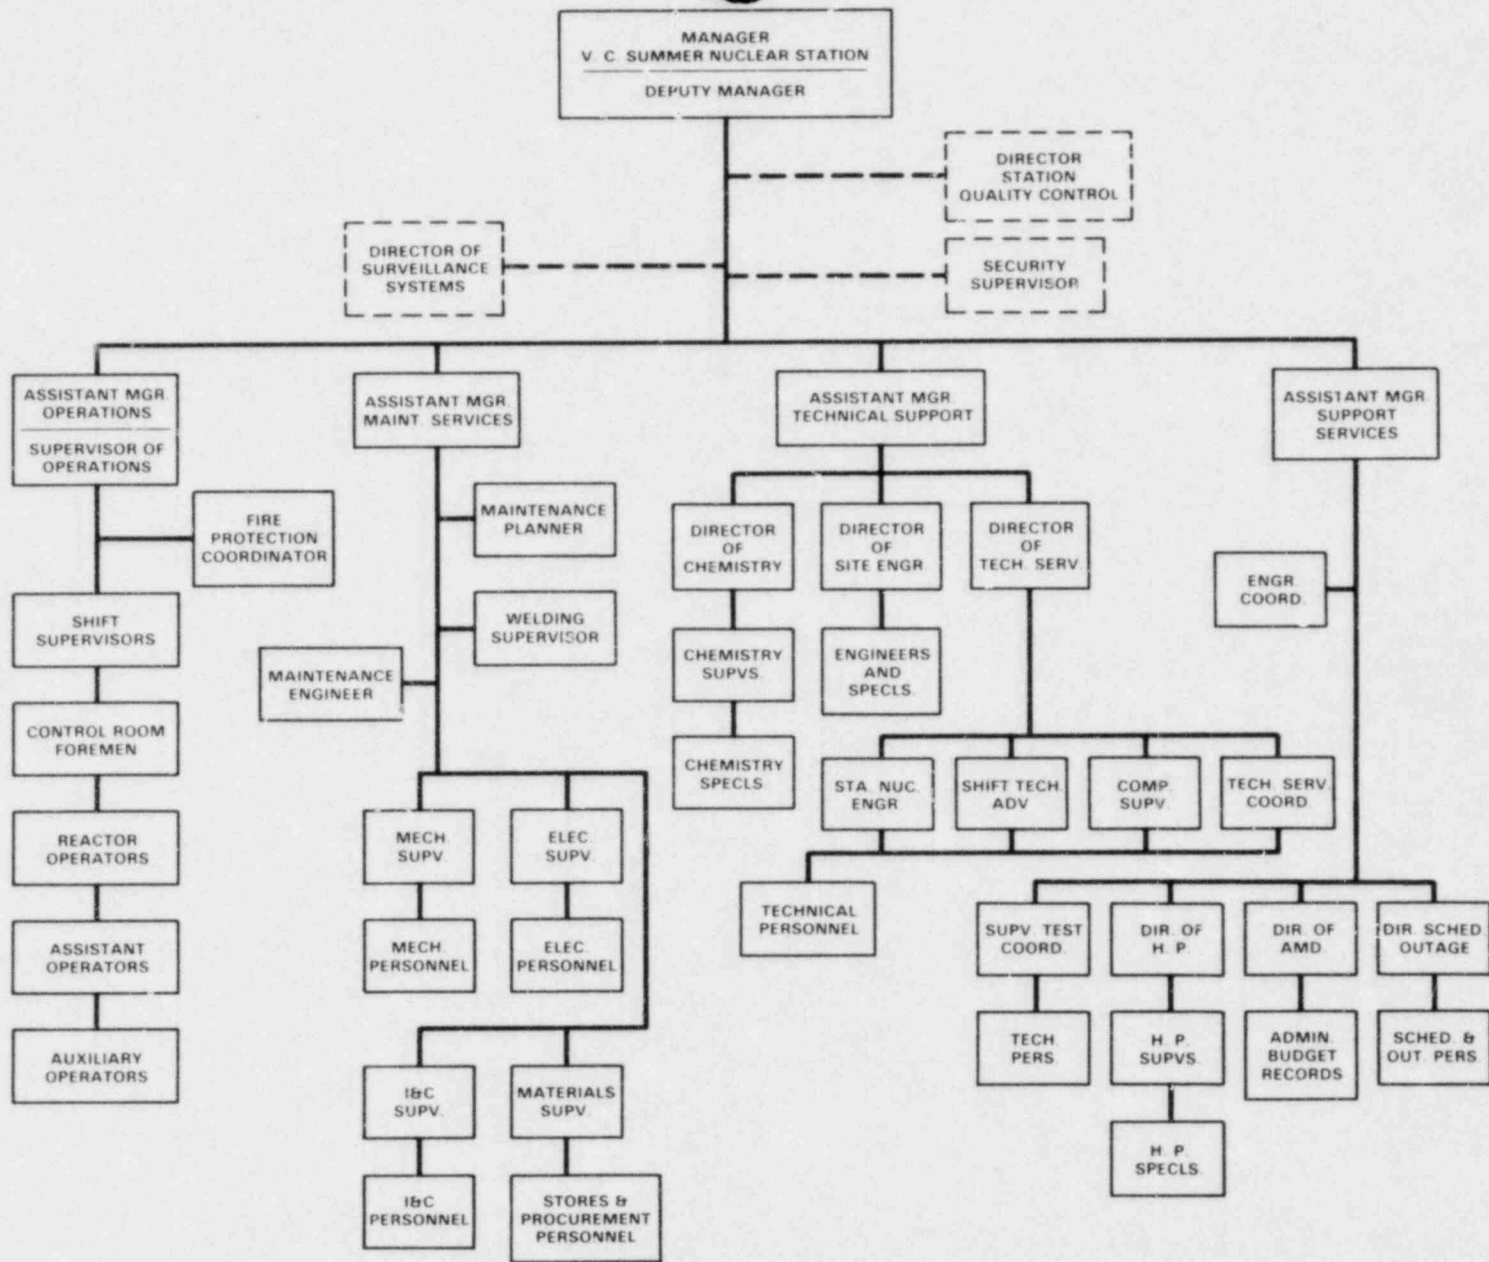 MANAGER
V. C. SUMMER NUCLEAR STATION
DEPUTY MANAGER
DIRECTOR
STATION
QUALITY CONTROL
DIRECTOR OF
SURVEILLANCE
SYSTEMS
SECURITY
SUPERVISOR
ASSISTANT MGR.
OPERATIONS
SUPERVISOR OF
OPERATIONS
ASSISTANT MGR.
MAINT. SERVICES
ASSISTANT MGR.
TECHNICAL SUPPORT
ASSISTANT MGR.
SUPPORT
SERVICES
FIRE
PROTECTION
COORDINATOR
MAINTENANCE
PLANNER
DIRECTOR
OF
CHEMISTRY
DIRECTOR
OF
SITE ENGR.
DIRECTOR
OF
TECH. SERV.
ENGR.
COORD.
SHIFT
SUPERVISORS
WELDING
SUPERVISOR
MAINTENANCE
ENGINEER
CHEMISTRY
SUPVS.
ENGINEERS
AND
SPECLS.
CONTROL ROOM
FOREMEN
CHEMISTRY
SPECLS.
STA. NUC.
ENGR.
SHIFT TECH.
ADV.
COMP.
SUPV.
TECH. SERV.
COORD.
REACTOR
OPERATORS
MECH.
SUPV.
ELEC.
SUPV.
TECHNICAL
PERSONNEL
ASSISTANT
OPERATORS
MECH.
PERSONNEL
ELEC.
PERSONNEL
SUPV. TEST
COORD.
DIR. OF
H. P.
DIR. OF
AMD.
DIR. SCHED.
OUTAGE
AUXILIARY
OPERATORS
I&C
SUPV.
MATERIALS
SUPV.
TECH.
PERS.
H. P.
SUPVS.
ADMIN.
BUDGET
RECORDS
SCHED. &
OUT. PERS.
I&C
PERSONNEL
STORES &
PROCUREMENT
PERSONNEL
H. P.
SPECLS.